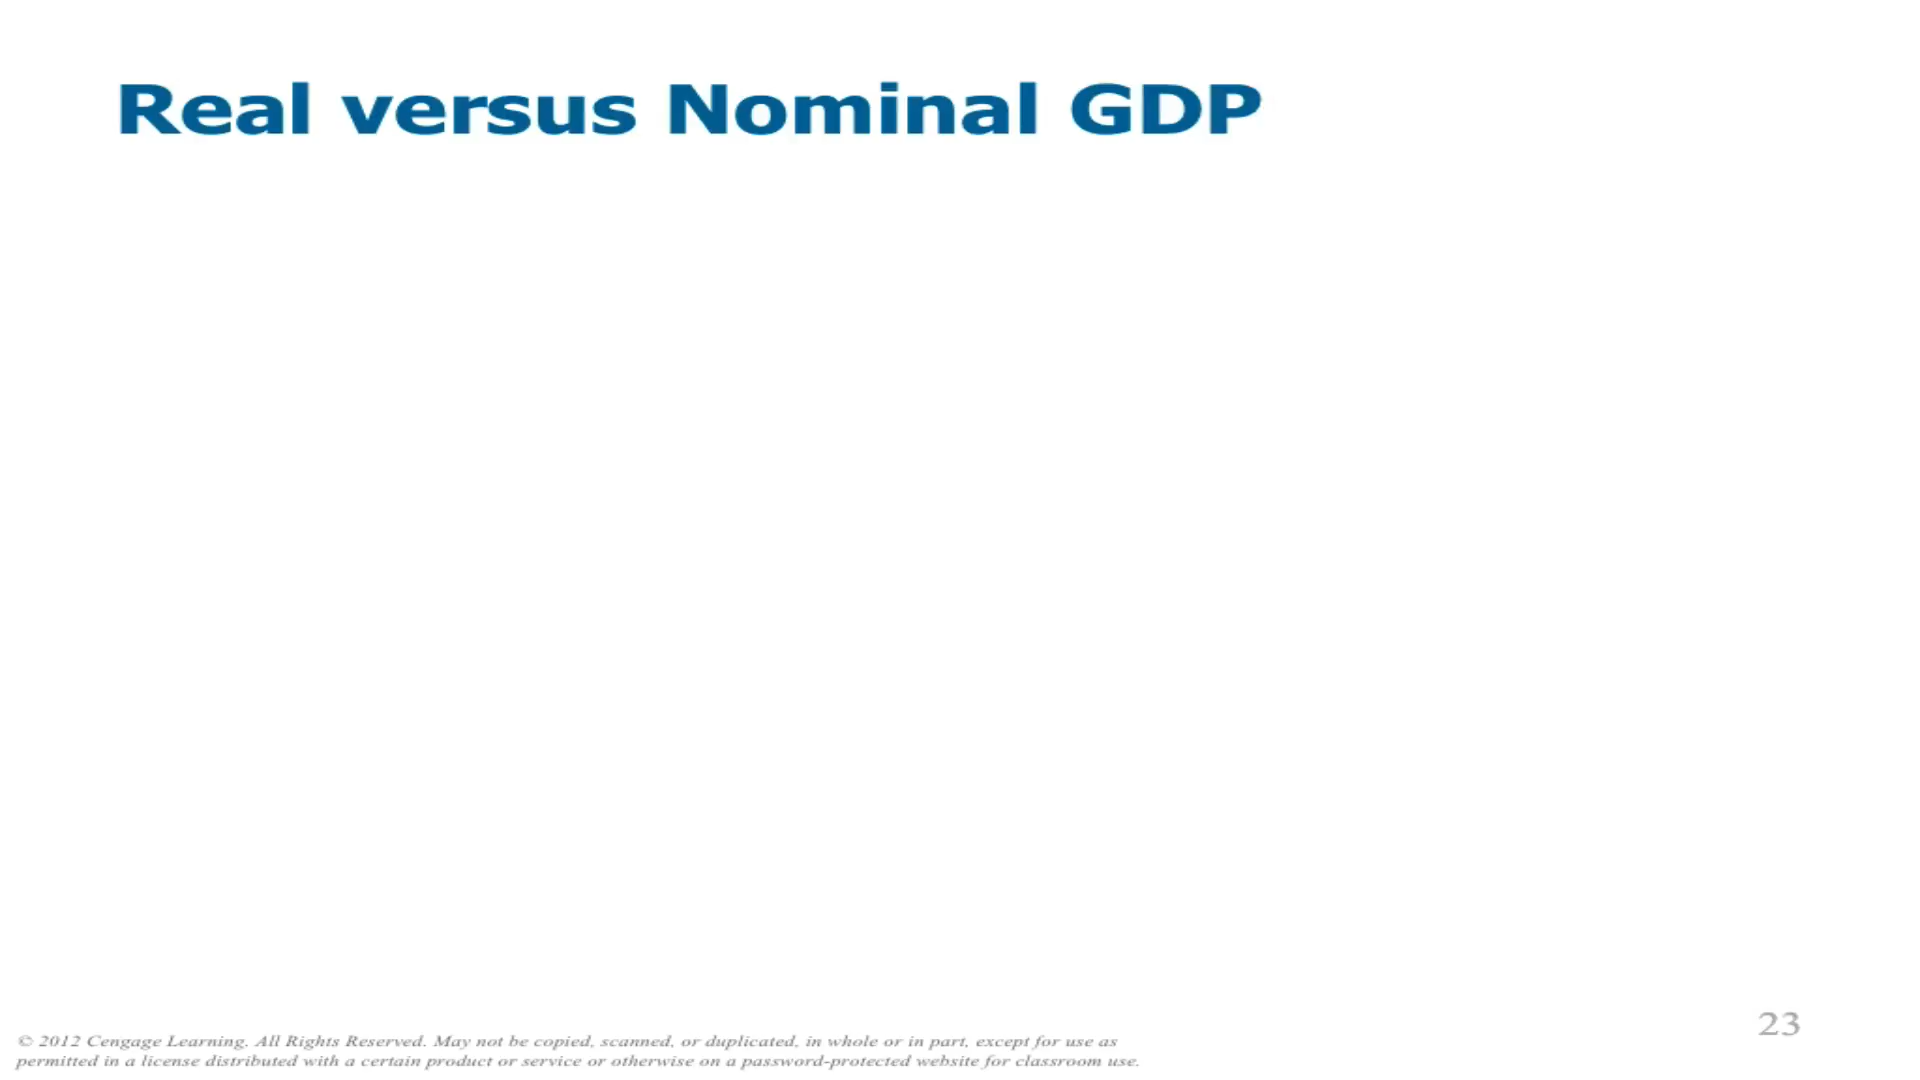 Real versus Nominal GDP
23
© 2012 Cengage Learning. All Rights Reserved. May not be copied, scanned, or duplicated, in whole or in part, except for use as
permitted in a license distributed with a certain product or service or otherwise on a password-protected website for classroom use.